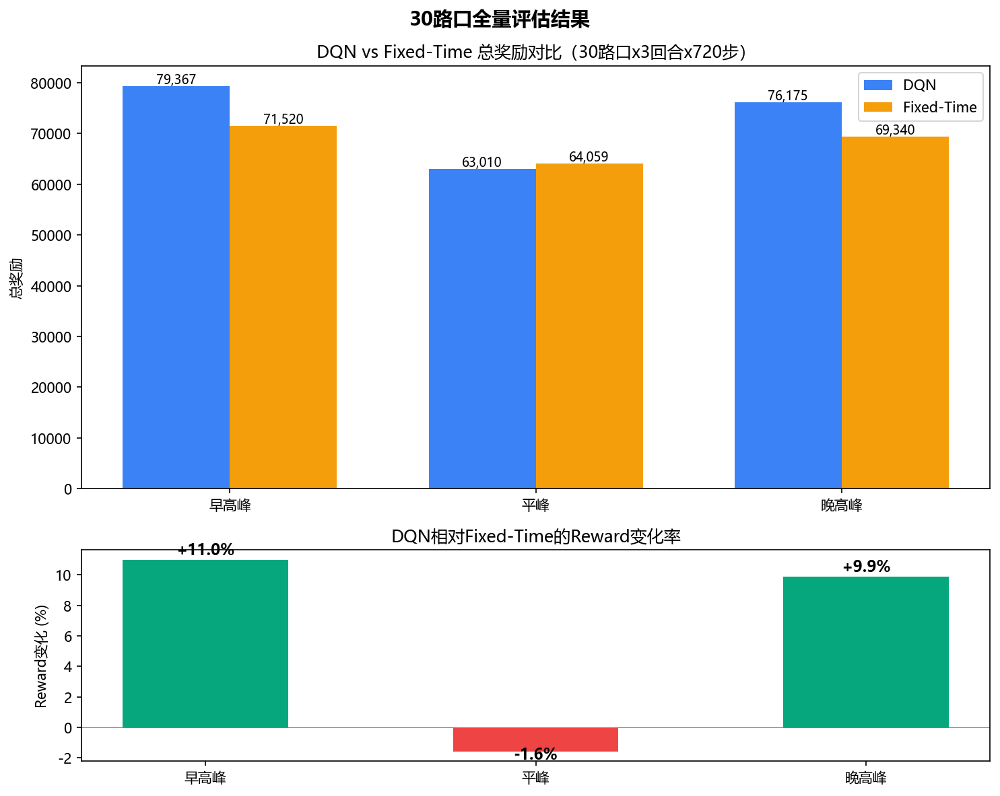 30路口全量评估结果
DQN vs Fixed-Time 总奖励对比（30路口x3回合x720步）
总奖励
80000
70000
60000
50000
40000
30000
20000
10000
0
79,367
71,520
63,010
64,059
76,175
69,340
DQN
Fixed-Time
早高峰
平峰
晚高峰
DQN相对Fixed-Time的Reward变化率
Reward变化 (%)
10
8
6
4
2
0
-2
+11.0%
-1.6%
+9.9%
早高峰
平峰
晚高峰